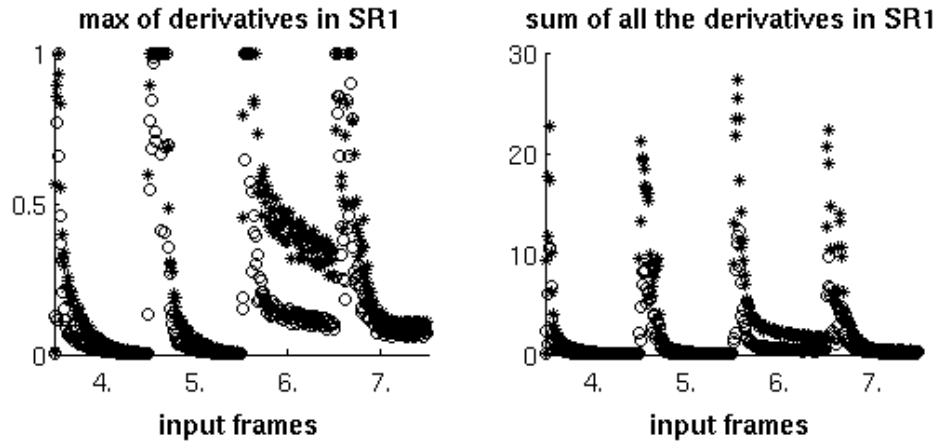 max of derivatives in SR1
1
0.5
0
4. 5. 6. 7.
input frames
sum of all the derivatives in SR1
30
20
10
0
4. 5. 6. 7.
input frames